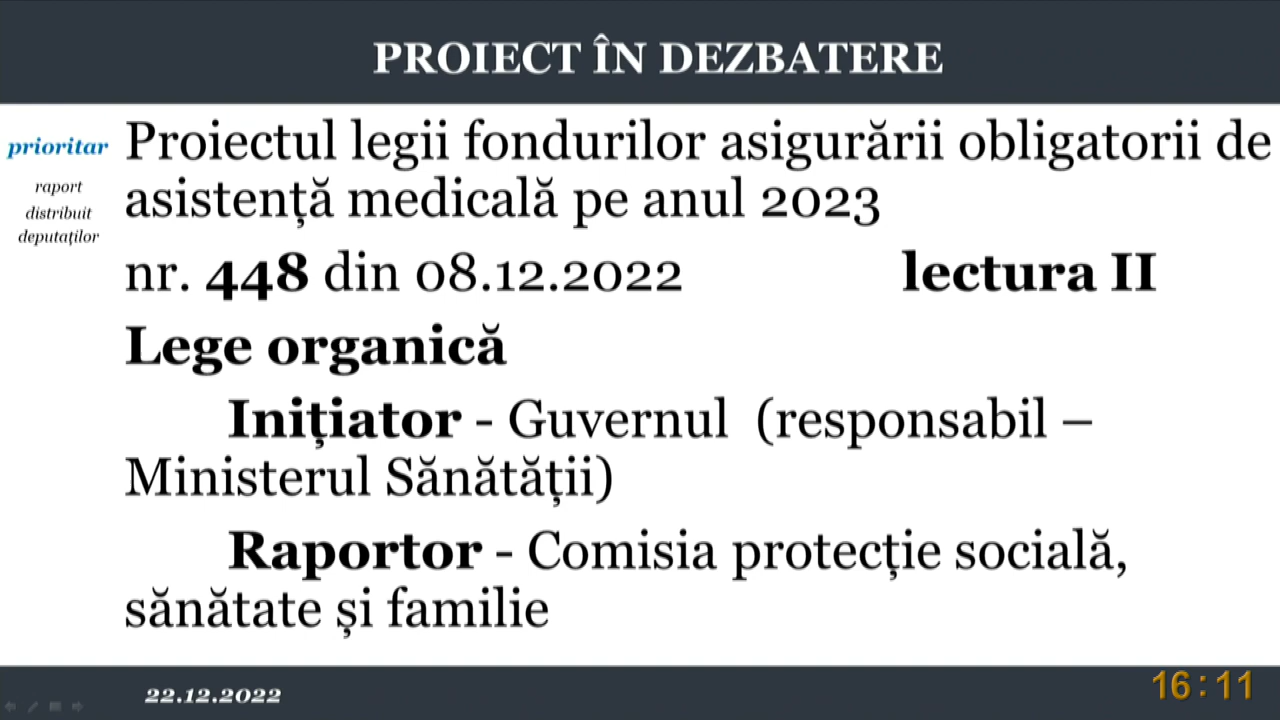 PROIECT ÎN DEZBATERE
prioritar
raport
distribuit
deputaților
Proiectul legii fondurilor asigurării obligatorii de
asistență medicală pe anul 2023
nr. 448 din 08.12.2022 lectura II
Lege organică
Inițiator - Guvernul (responsabil –
Ministerul Sănătății)
Raportor - Comisia protecție socială,
sănătate și familie
22.12.2022
16:11